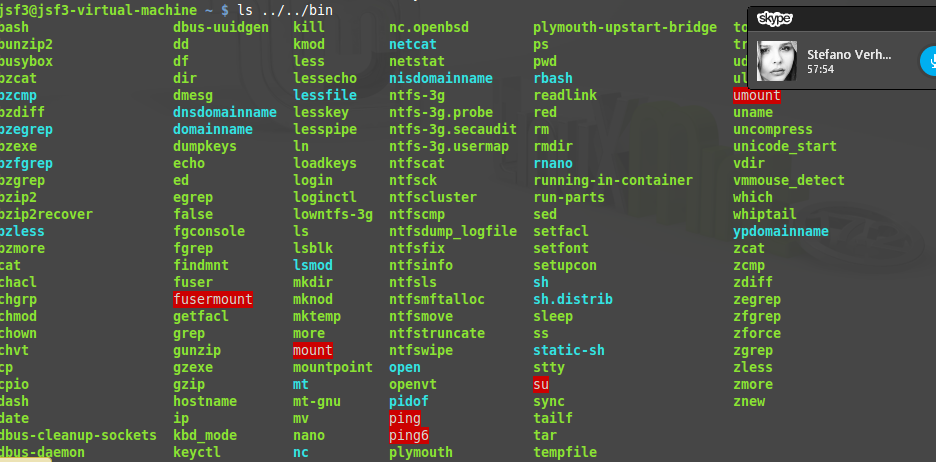 jsf3@jsf3-virtual-machine ~ $ ls ../../bin
bash dbus-uuidgen kill nc.openbsd plymouth-upstart-bridge to
bunzip2 dd kmod netcat ps tr
busybox df less netstat pwd ud
bzcat dir lessecho nisdomainname rbash ul
bzcmp dmesg lessfile ntfs-3g readlink umount
bzdiff dnsdomainname lesskey ntfs-3g.probe red uname
bzegrep domainname lesspipe ntfs-3g.secaudit rm uncompress
bzexe dumpkeys ln ntfs-3g.usermap rmdir unicode_start
bzfgrep echo loadkeys ntfscat rnano vdir
bzgrep ed login ntfsck running-in-container vmmouse_detect
bzip2 egrep loginctl ntfscluster run-parts which
bzip2recover false lowntfs-3g ntfscmp sed whiptail
bzless fgconsole ls ntfsdump_logfile setfacl ypdomainname
bzmore fgrep lsblk ntfsfix setfont zcat
cat findmnt lsmod ntfsinfo setupcon zcmp
chacl fuser mkdir ntfsls sh zdiff
chgrp fusermount mknod ntfsmftalloc sh.distrib zegrep
chmod getfacl mktemp ntfsmove sleep zfgrep
chown grep more ntfstruncate ss zforce
chvt gunzip mount ntfswipe static-sh zgrep
cp gzexe mountpoint open stty zless
cpio gzip mt openvt su zmore
dash hostname mt-gnu pidof sync znew
date ip mv ping tailf
dbus-cleanup-sockets kbd_mode nano ping6 tar
dbus-daemon keyctl nc plymouth tempfile
skype
Stefano Verh...
57:54